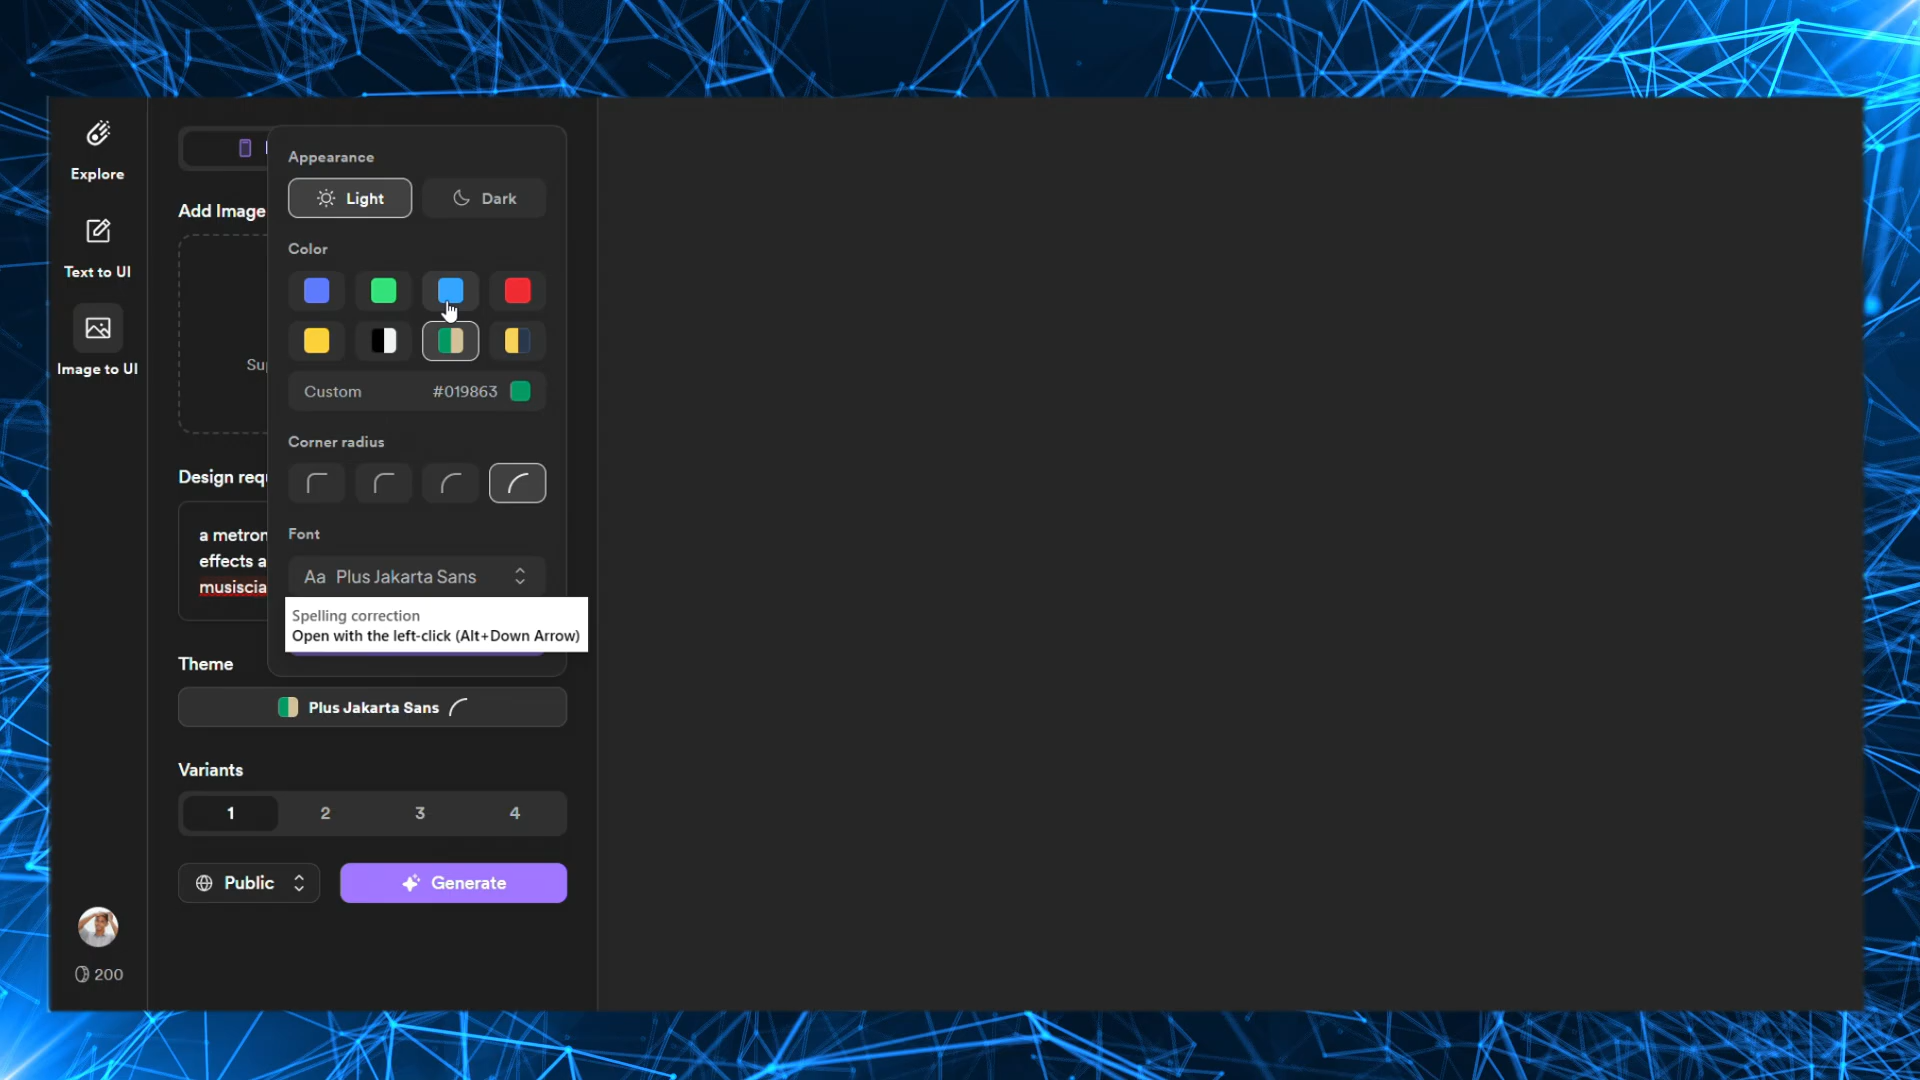 Explore
Text to UI
Image to UI
200
Add Image
Design
a metron
effects a
musiscia
Theme
Plus Jakarta Sans
Variants
1 2 3 4
Public
Generate
Appearance
Light Dark
Color
Custom #019863
Corner radius
Font
Aa Plus Jakarta Sans
Spelling correction
Open with the left-click (Alt+Down Arrow)